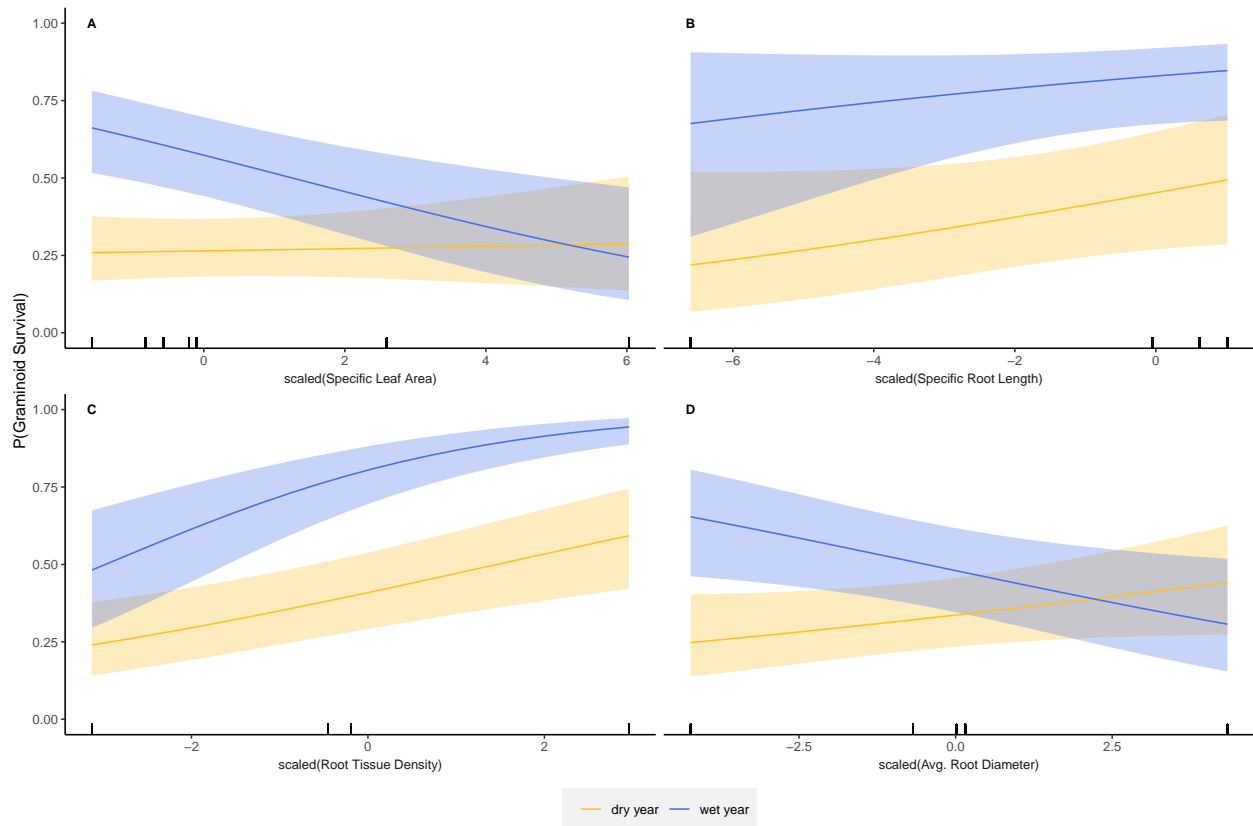 P(Graminoid Survival)
A
1.00
0.75
0.50
0.25
0.00
0 2 4 6
scaled(Specific Leaf Area)
B
−6 −4 −2 0
scaled(Specific Root Length)
C
1.00
0.75
0.50
0.25
0.00
−2 0 2
scaled(Root Tissue Density)
D
−2.5 0.0 2.5
scaled(Avg. Root Diameter)
dry year wet year